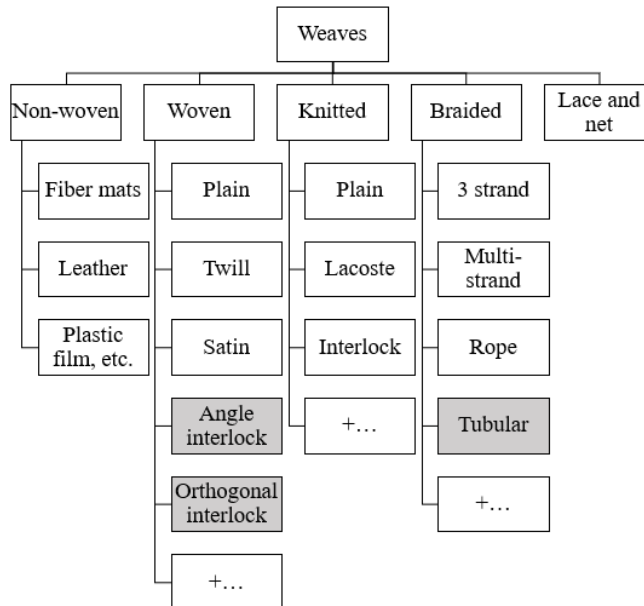 Weaves
Non-woven
Woven
Knitted
Braided
Lace and
net
Fiber mats
Plain
Plain
3 strand
Leather
Twill
Lacoste
Multi-
strand
Plastic
film, etc.
Satin
Interlock
Rope
Angle
interlock
+…
Tubular
Orthogonal
interlock
+…
+…